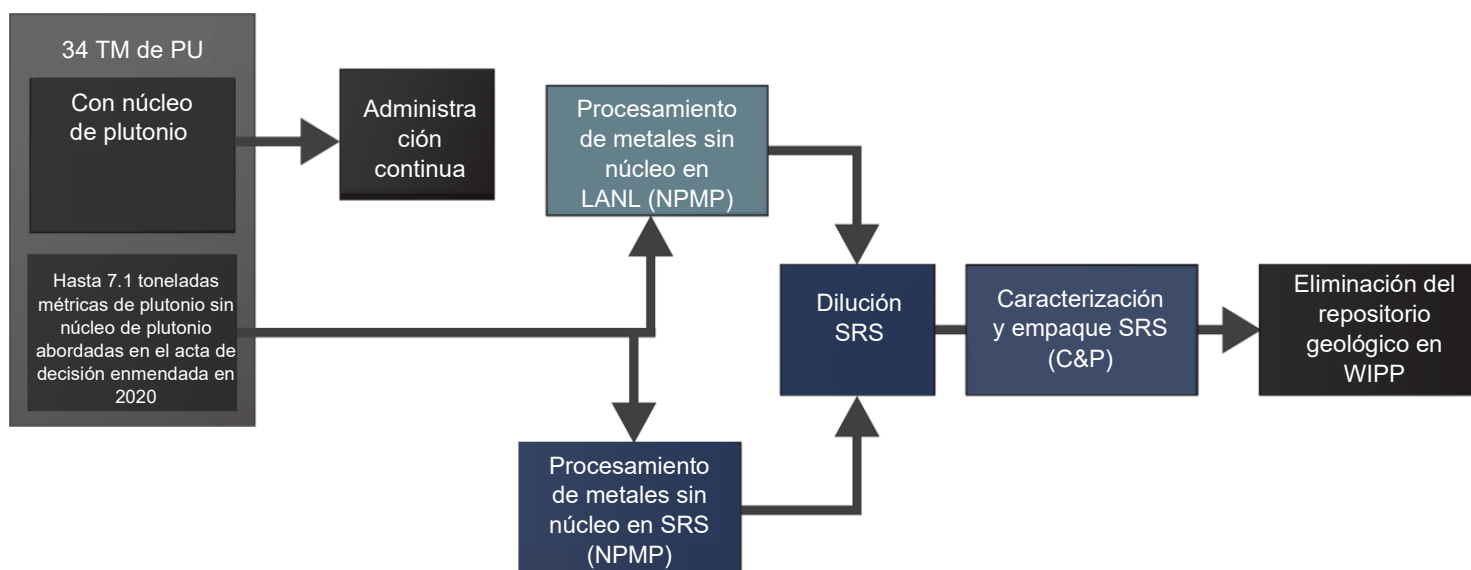 34 TM de PU
Con núcleo
de plutonio
Hasta 7.1 toneladas
métricas de plutonio sin
núcleo de plutonio
abordadas en el acta de
decisión enmendada en
2020
Administra
ción
continua
Procesamiento
de metales sin
núcleo en
LANL (NPMP)
Procesamiento
de metales sin
núcleo en SRS
(NPMP)
Dilución
SRS
Caracterización
y empaque SRS
(C&P)
Eliminación del
repositorio
geológico en
WIPP